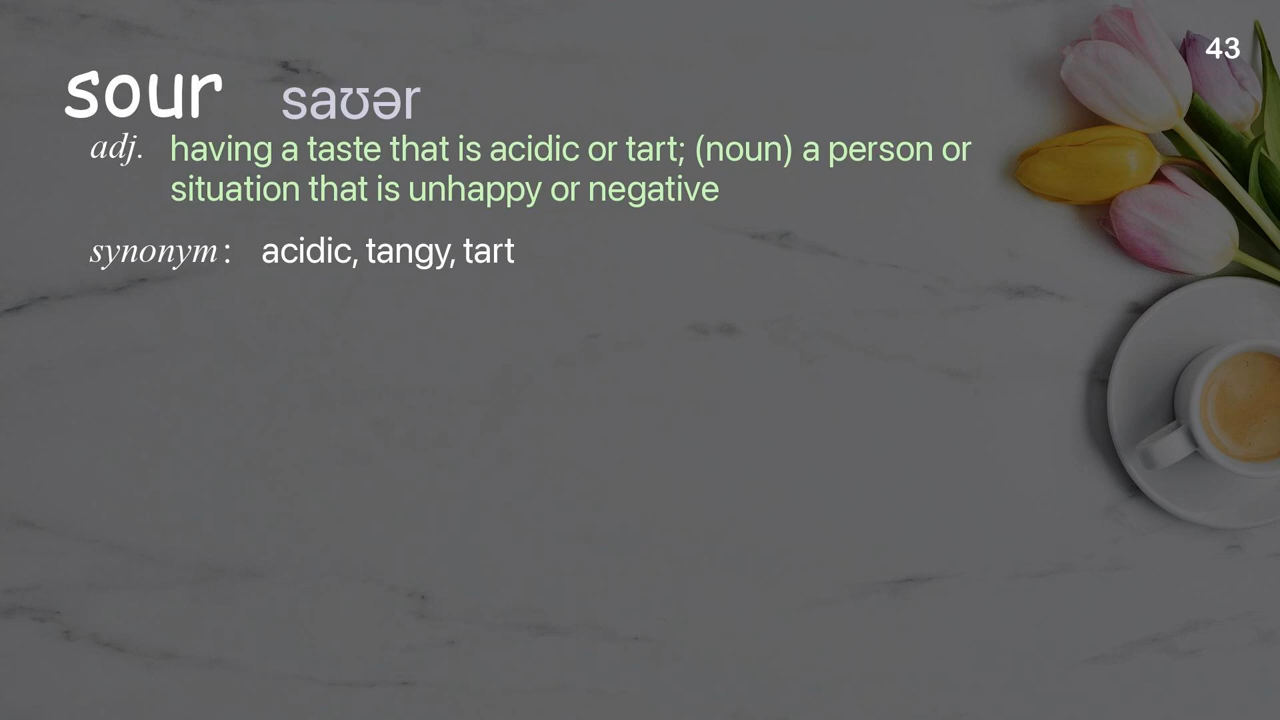 43
sour saʊər
adj. having a taste that is acidic or tart; (noun) a person or
situation that is unhappy or negative
synonym: acidic, tangy, tart